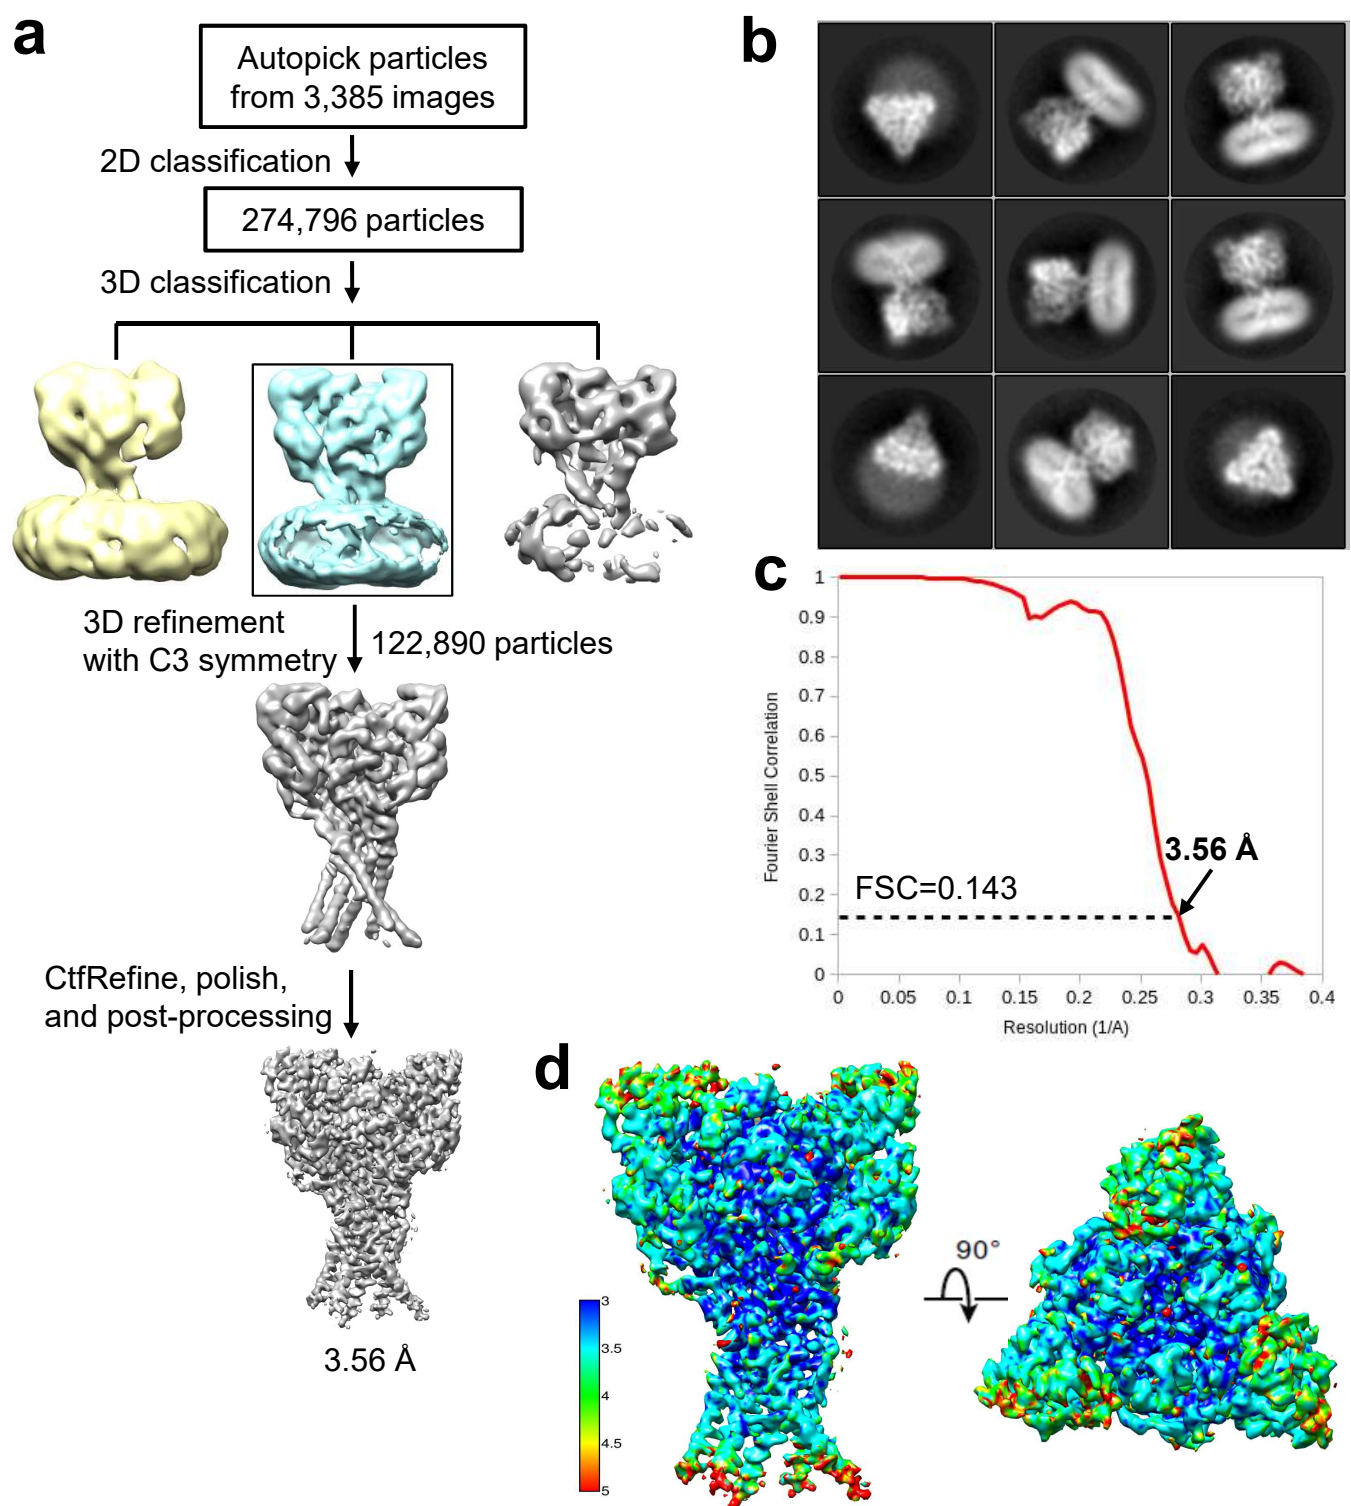 a
Autopick particles
from 3,385 images
2D classification
274,796 particles
3D classification
3D refinement
with C3 symmetry
122,890 particles
CtfRefine, polish,
and post-processing
3.56 Å
b
c
1
0.9
0.8
0.7
0.6
0.5
0.4
0.3
0.2
0.1
0
Fourier Shell Correlation
FSC=0.143
3.56 Å
0 0.05 0.1 0.15 0.2 0.25 0.3 0.35 0.4
Resolution (1/A)
d
3
3.5
4
4.5
5
90°